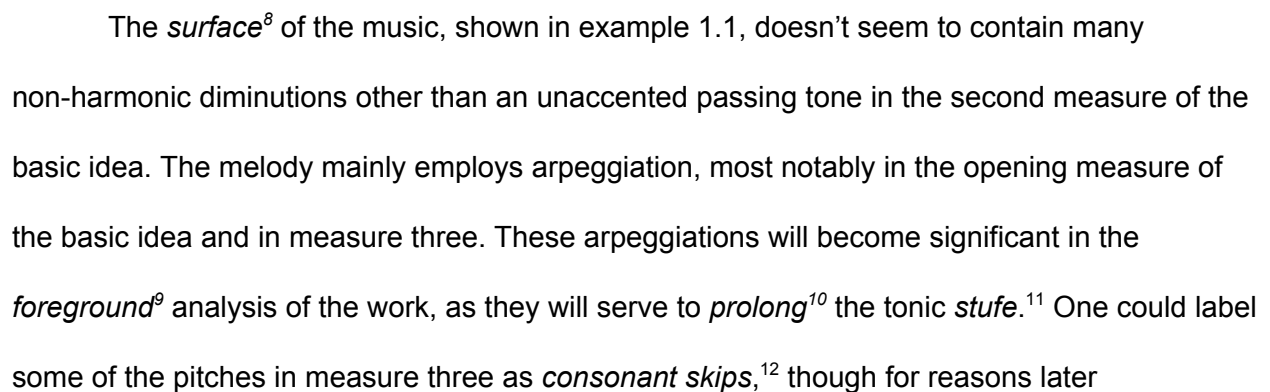 The surface⁸ of the music, shown in example 1.1, doesn’t seem to contain many
non-harmonic diminutions other than an unaccented passing tone in the second measure of the
basic idea. The melody mainly employs arpeggiation, most notably in the opening measure of
the basic idea and in measure three. These arpeggiations will become significant in the
foreground⁹ analysis of the work, as they will serve to prolong¹⁰ the tonic stufe.¹¹ One could label
some of the pitches in measure three as consonant skips,¹² though for reasons later